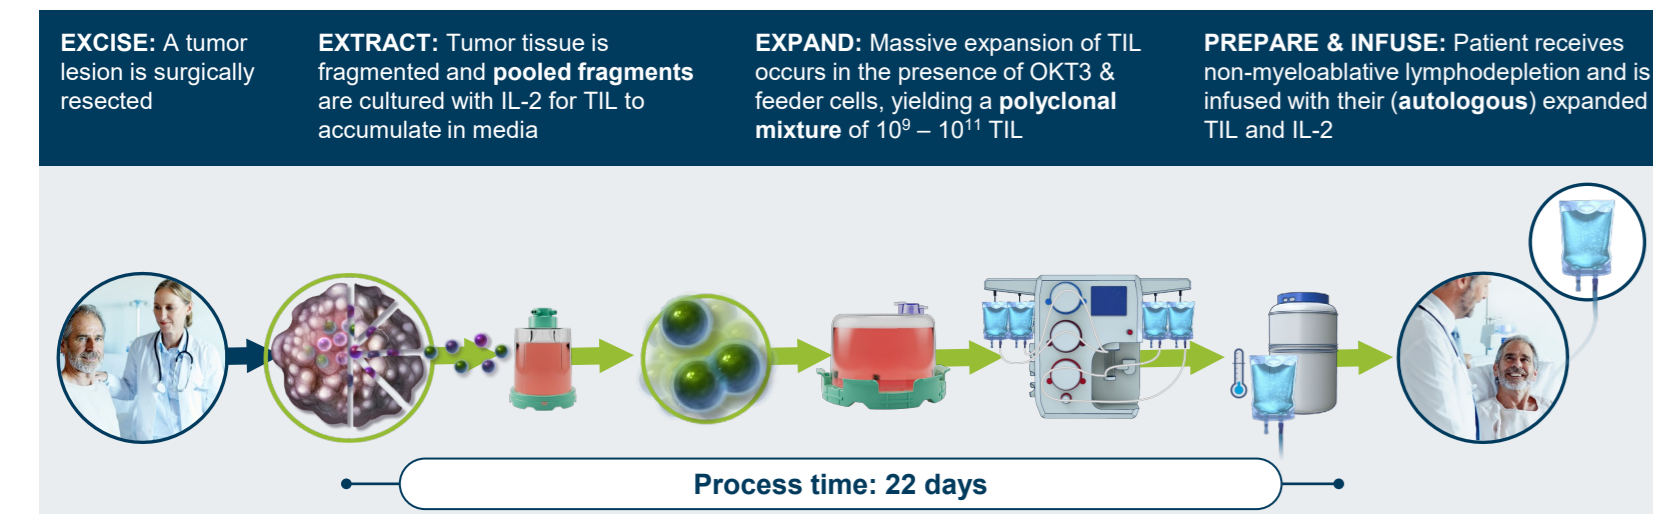 EXCISE: A tumor
lesion is surgically
resected
EXTRACT: Tumor tissue is
fragmented and pooled fragments
are cultured with IL-2 for TIL to
accumulate in media
EXPAND: Massive expansion of TIL
occurs in the presence of OKT3 &
feeder cells, yielding a polyclonal
mixture of 10⁹ – 10¹¹ TIL
PREPARE & INFUSE: Patient receives
non-myeloablative lymphodepletion and is
infused with their (autologous) expanded
TIL and IL-2
Process time: 22 days